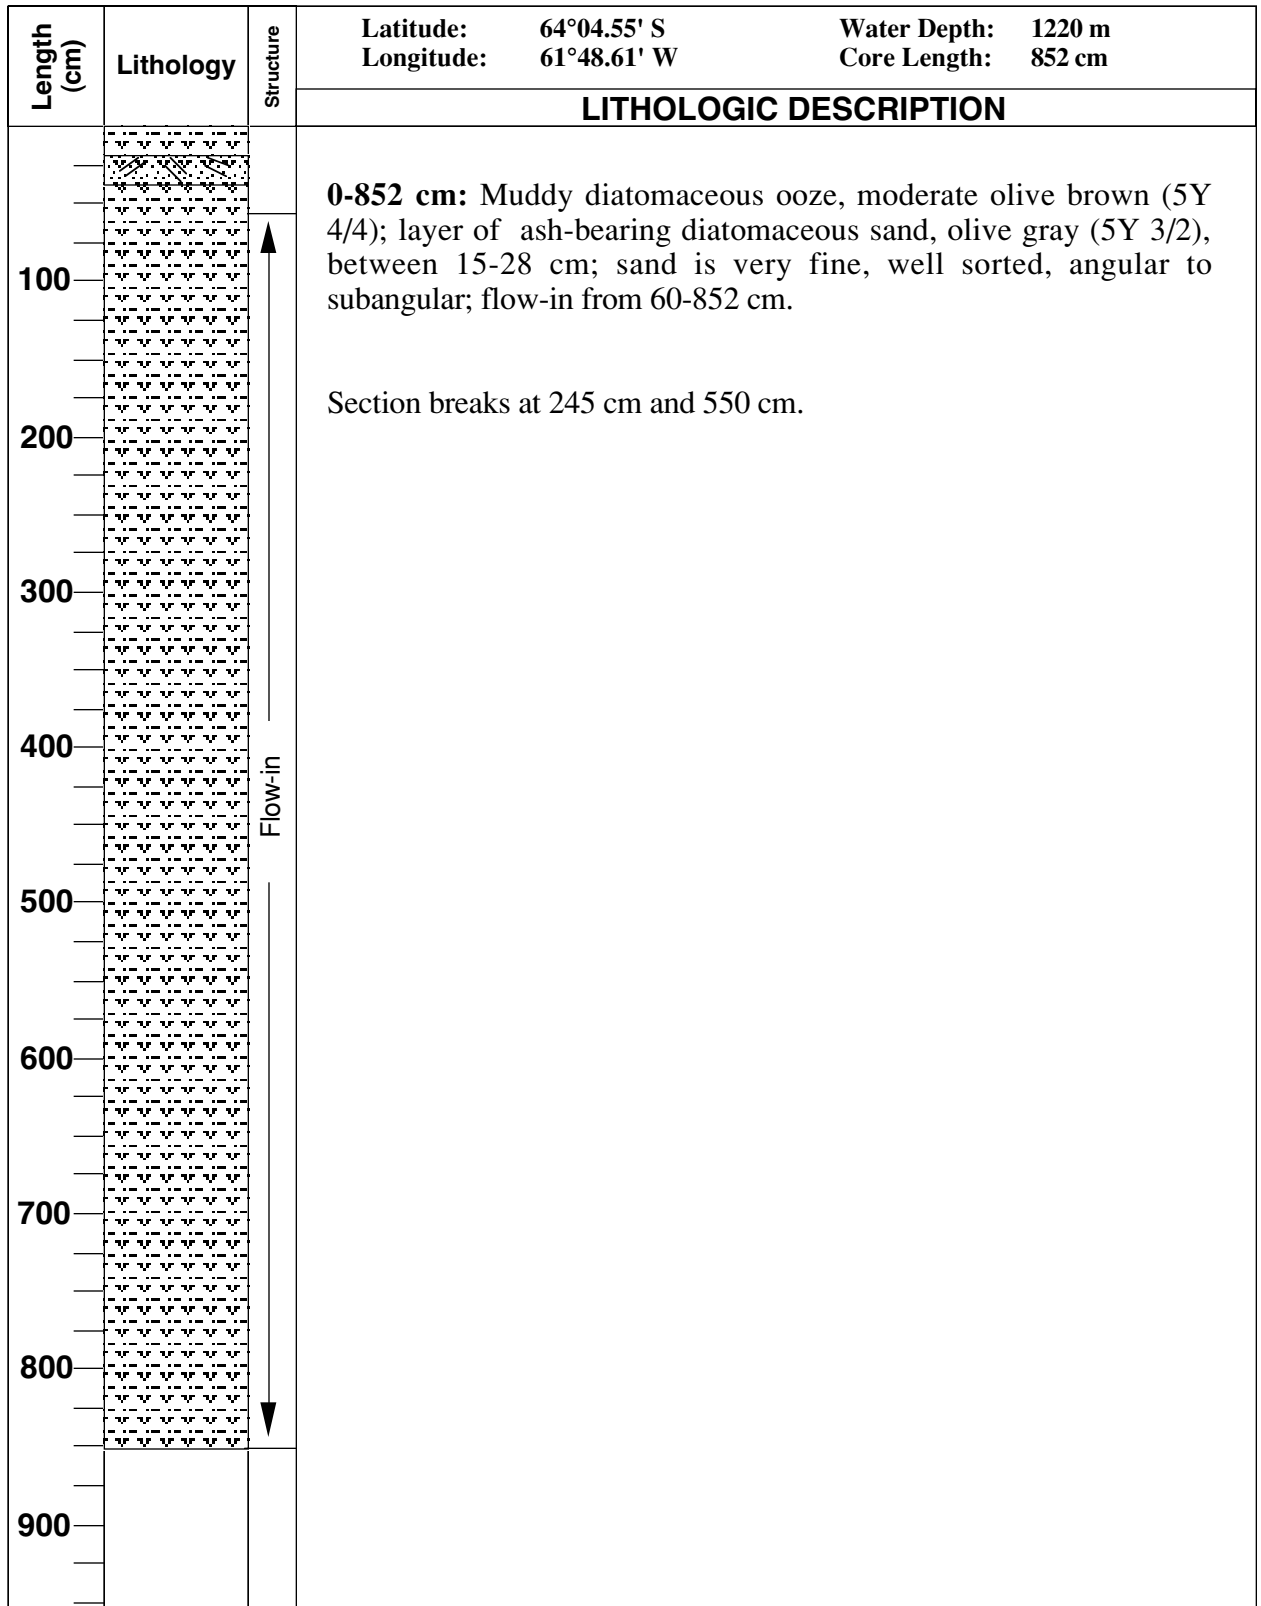 Length
(cm)
Lithology
Structure
Latitude: 64°04.55' S Water Depth: 1220 m
Longitude: 61°48.61' W Core Length: 852 cm
LITHOLOGIC DESCRIPTION
0-852 cm: Muddy diatomaceous ooze, moderate olive brown (5Y
4/4); layer of ash-bearing diatomaceous sand, olive gray (5Y 3/2),
between 15-28 cm; sand is very fine, well sorted, angular to
subangular; flow-in from 60-852 cm.
Section breaks at 245 cm and 550 cm.
100
200
300
400
500
600
700
800
900
Flow-in